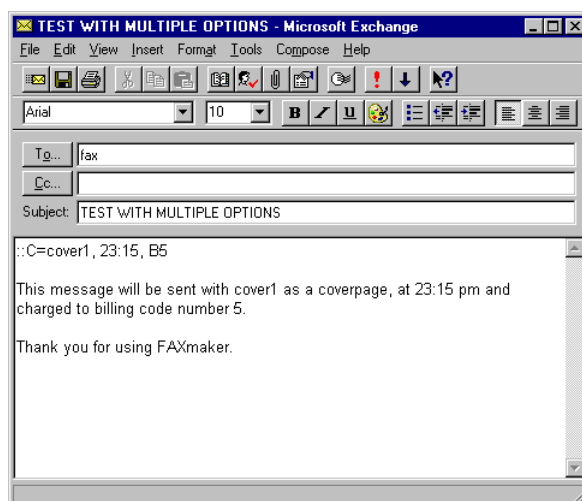 TEST WITH MULTIPLE OPTIONS - Microsoft Exchange
File Edit View Insert Format Tools Compose Help
Arial 10 B I U
To... fax
Cc...
Subject: TEST WITH MULTIPLE OPTIONS
::C=cover1, 23:15, B5
This message will be sent with cover1 as a coverpage, at 23:15 pm and
charged to billing code number 5.
Thank you for using FAXmaker.